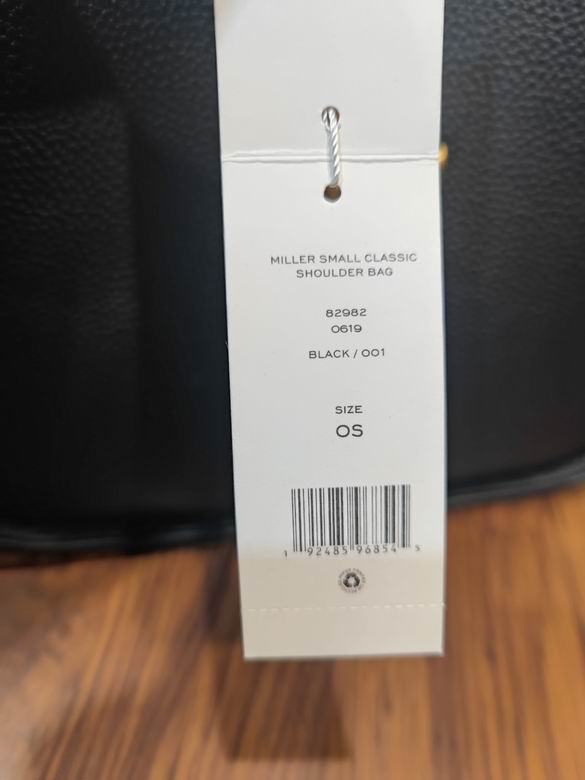 MILLER SMALL CLASSIC
SHOULDER BAG
82982
0619
BLACK / 001
SIZE
OS
1 92485 96854 5